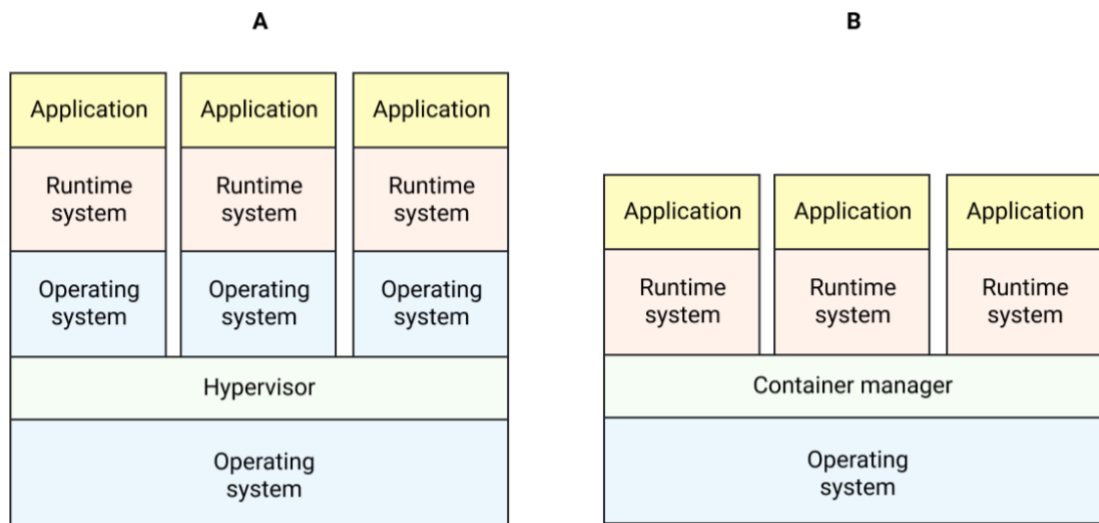 A
B
Application
Application
Application
Runtime
system
Runtime
system
Runtime
system
Operating
system
Operating
system
Operating
system
Hypervisor
Operating
system
Application
Application
Application
Runtime
system
Runtime
system
Runtime
system
Container manager
Operating
system